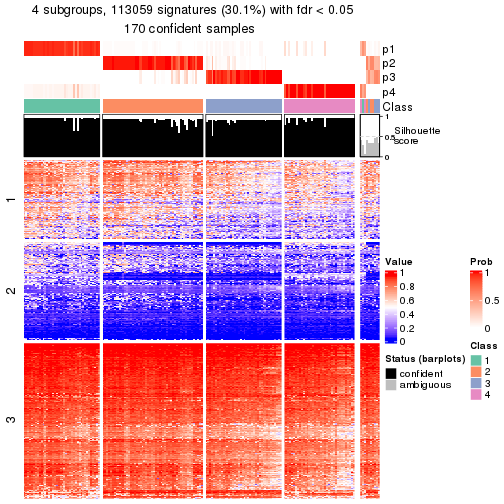 4 subgroups, 113059 signatures (30.1%) with fdr < 0.05
170 confident samples
p1
p2
p3
p4
Class
1
0.5
0
Silhouette
score
1
2
3
Value
1
0.8
0.6
0.4
0.2
0
Status (barplots)
confident
ambiguous
Prob
1
0.5
0
Class
1
2
3
4